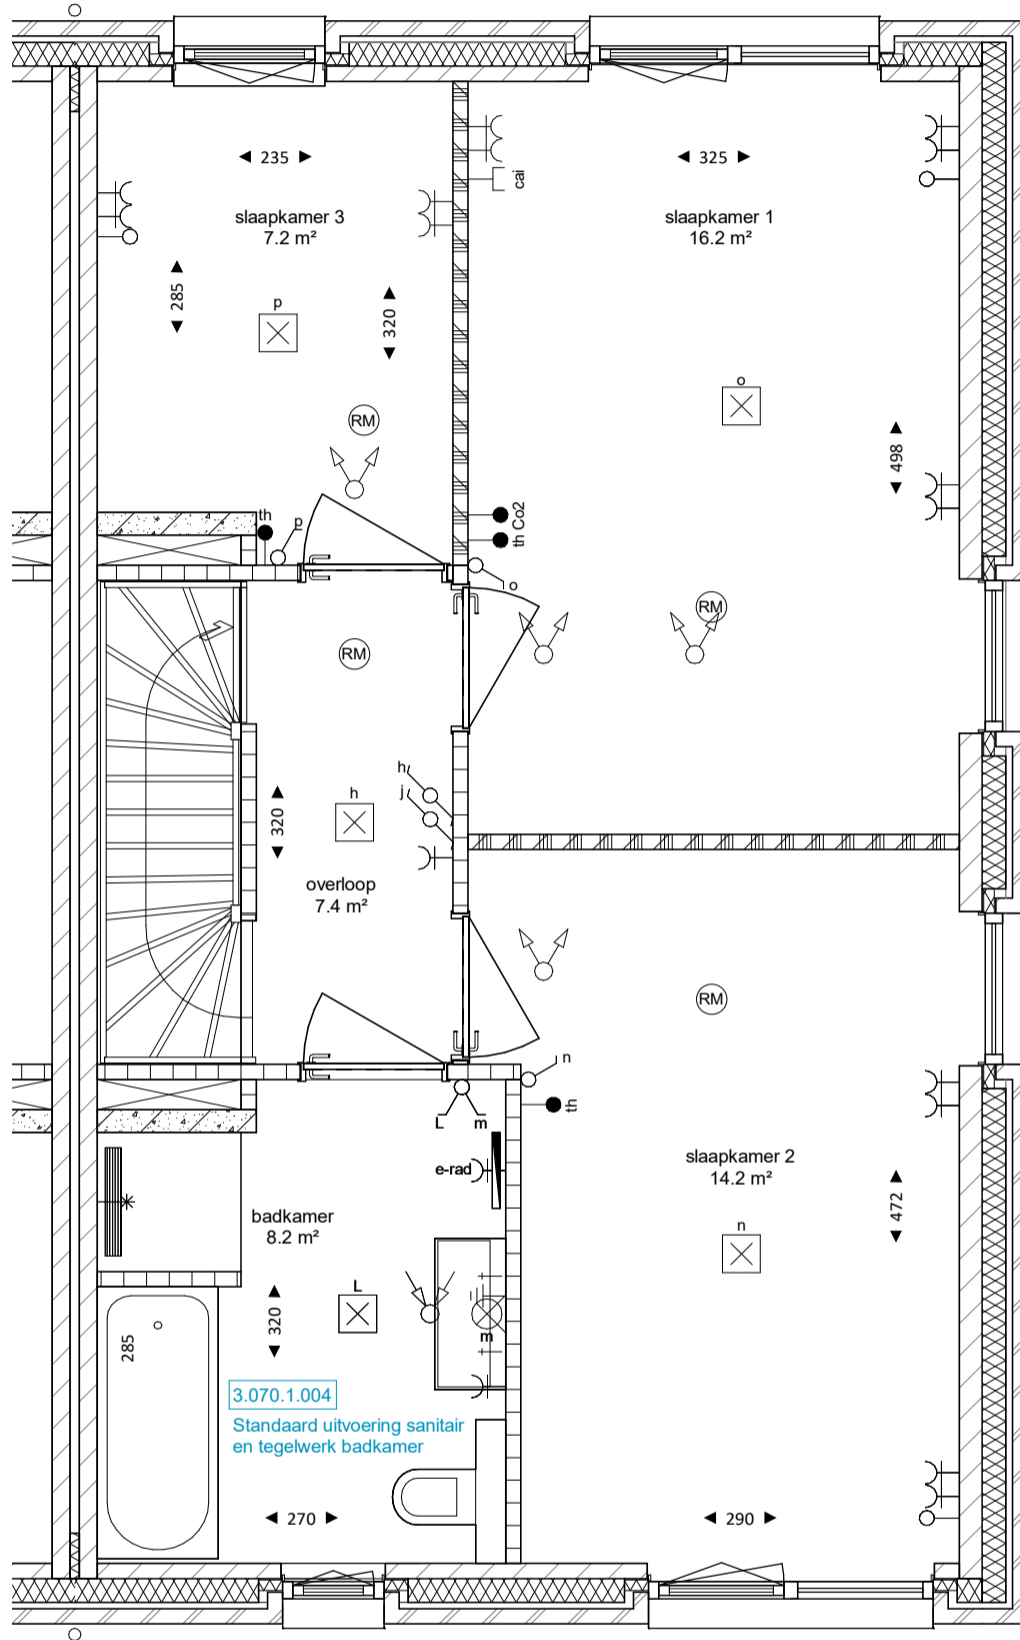 235
325
cai
slaapkamer 3
7.2 m²
slaapkamer 1
16.2 m²
285
320
p
o
RM
498
th
p
th Co2
o
RM
RM
h
j
h
320
overloop
7.4 m²
RM
n
th
L m
e-rad
slaapkamer 2
14.2 m²
472
badkamer
8.2 m²
n
L
320
m
285
3.070.1.004
Standaard uitvoering sanitair
en tegelwerk badkamer
270
290